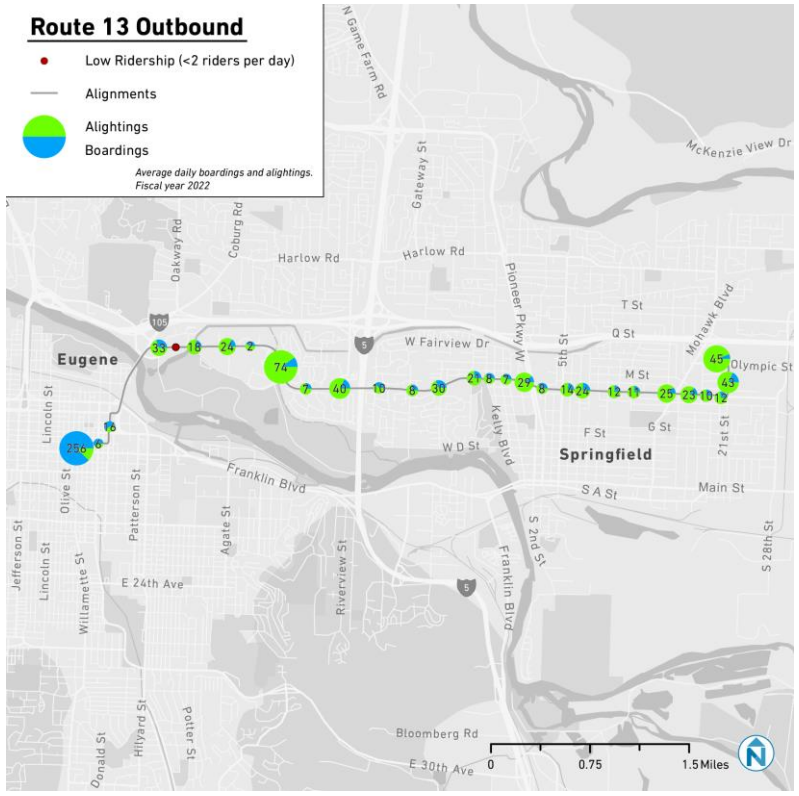 Route 13 Outbound
Low Ridership (<2 riders per day)
Alignments
Alightings
Boardings
Average daily boardings and alightings.
Fiscal year 2022
N Game Farm Rd
Gateway St
McKenzie View Dr
Oakway Rd
Coburg Rd
Harlow Rd
Harlow Rd
Pioneer Pkwy W
Mohawk Blvd
T St
105
5
Q St
W Fairview Dr
5th St
Eugene
33
18
24
2
45
Olympic St
74
M St
21
8
7
29
43
7
40
10
8
30
8
14
24
12
11
25
23
10
12
Lincoln St
16
6
256
Kelly Blvd
F St
G St
21st St
W D St
Springfield
Olive St
Patterson St
Franklin Blvd
S A St
Main St
Agate St
S 2nd St
S 28th St
Jefferson St
Lincoln St
Willamette St
E 24th Ave
Riverview St
5
Franklin Blvd
Donald St
Hilyard St
Potter St
Bloomberg Rd
E 30th Ave
0
0.75
1.5 Miles
N